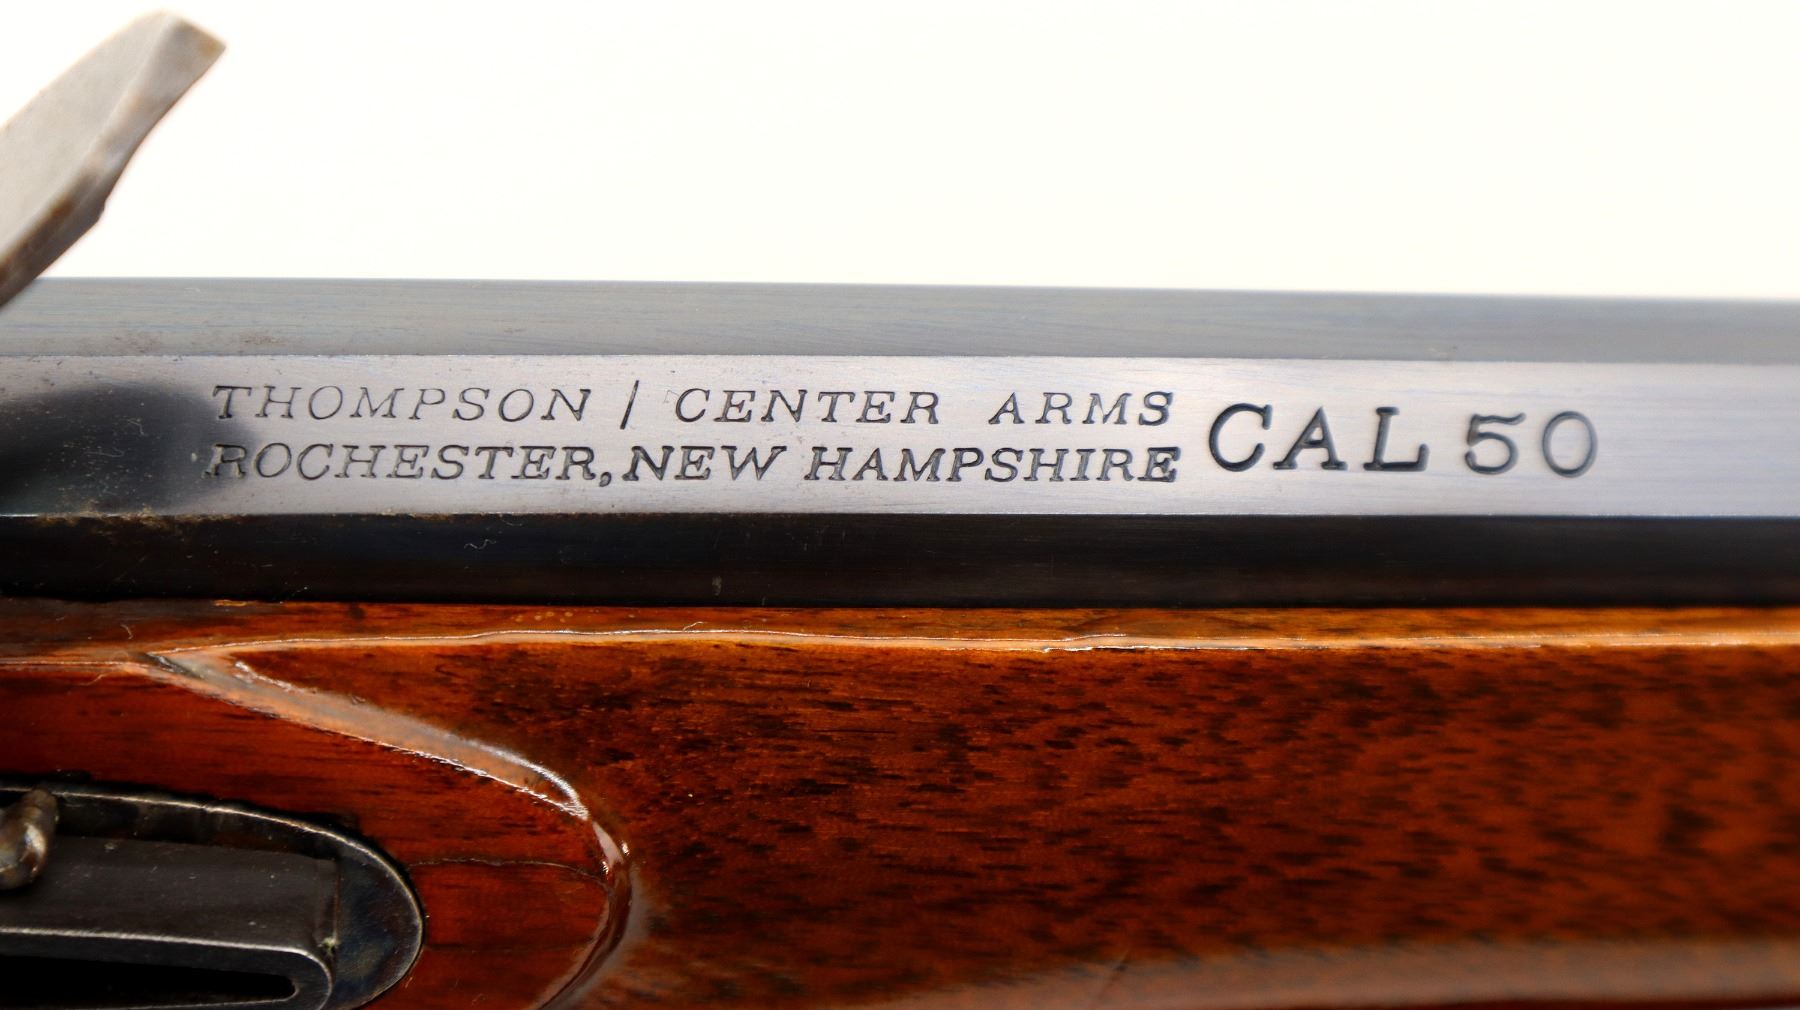 THOMPSON / CENTER ARMS
ROCHESTER, NEW HAMPSHIRE
CAL 50